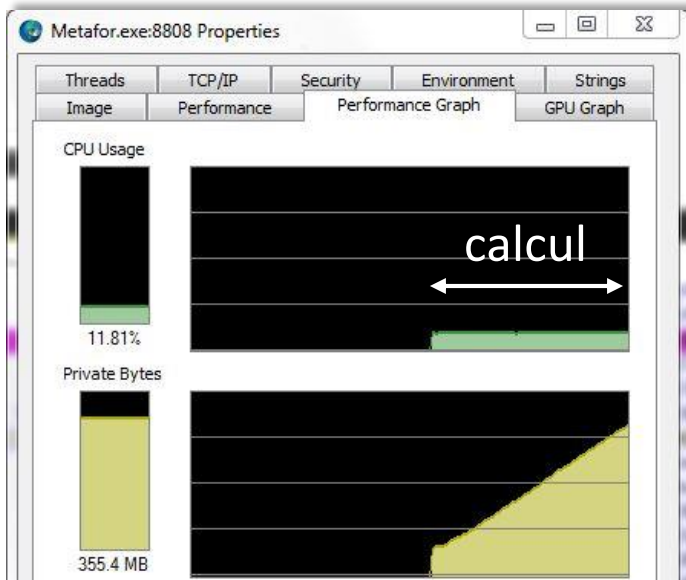 Metafor.exe:8808 Properties
Threads TCP/IP Security Environment Strings
Image Performance Performance Graph GPU Graph
CPU Usage
calcul
11.81%
Private Bytes
355.4 MB